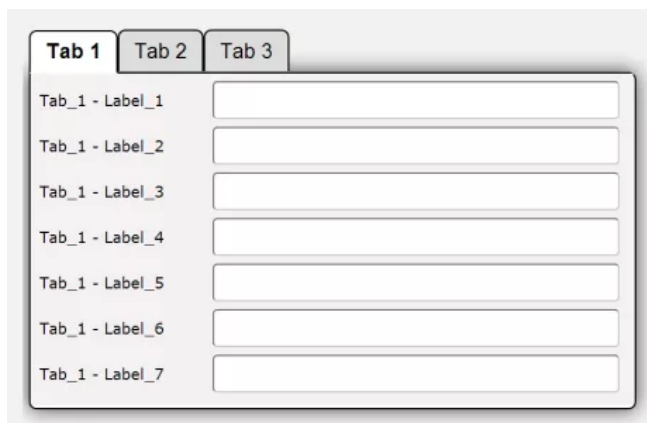 Tab 1 Tab 2 Tab 3
Tab_1 - Label_1
Tab_1 - Label_2
Tab_1 - Label_3
Tab_1 - Label_4
Tab_1 - Label_5
Tab_1 - Label_6
Tab_1 - Label_7